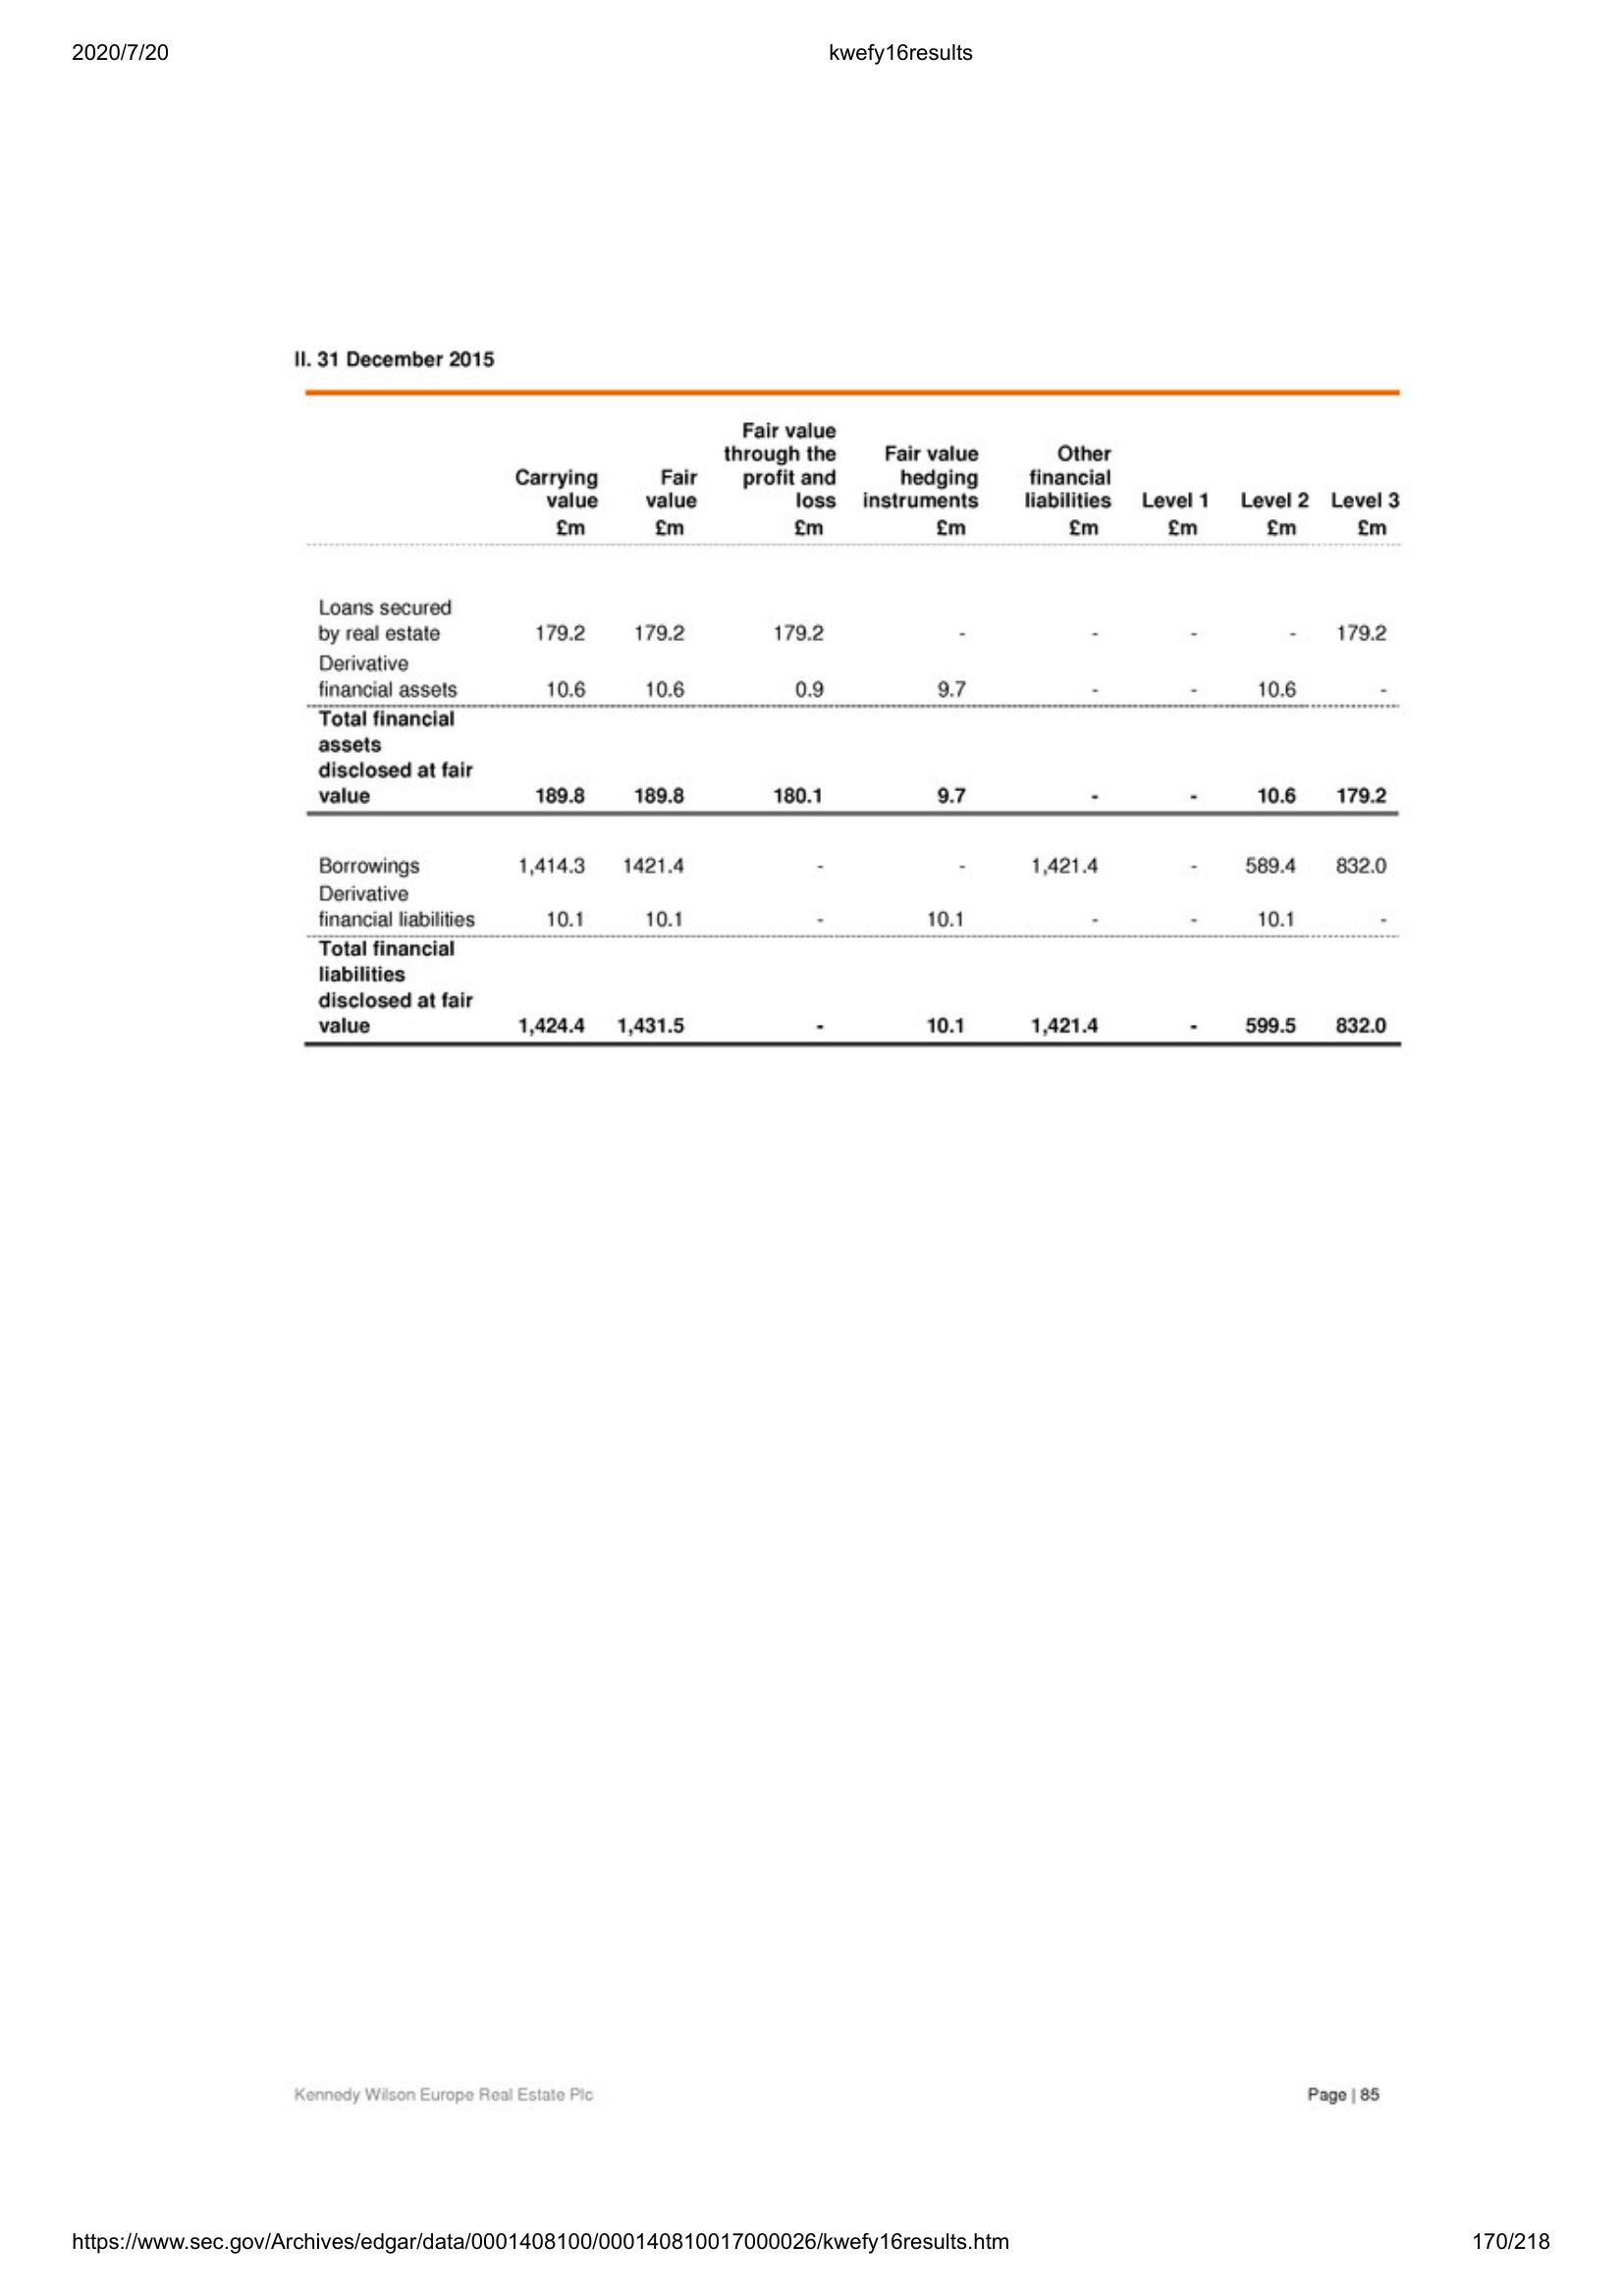 2020/7/20 kwefy16results
II. 31 December 2015
Fair value
through the Fair value Other
Carrying Fair profit and hedging financial
value value loss instruments liabilities Level 1 Level 2 Level 3
£m £m £m £m £m £m £m £m
Loans secured
by real estate 179.2 179.2 179.2 - - - - 179.2
Derivative
financial assets 10.6 10.6 0.9 9.7 - - 10.6 -
Total financial
assets
disclosed at fair
value 189.8 189.8 180.1 9.7 - - 10.6 179.2
Borrowings 1,414.3 1421.4 - - 1,421.4 - 589.4 832.0
Derivative
financial liabilities 10.1 10.1 - 10.1 - - 10.1 -
Total financial
liabilities
disclosed at fair
value 1,424.4 1,431.5 - 10.1 1,421.4 - 599.5 832.0
Kennedy Wilson Europe Real Estate Plc Page | 85
https://www.sec.gov/Archives/edgar/data/0001408100/000140810017000026/kwefy16results.htm 170/218